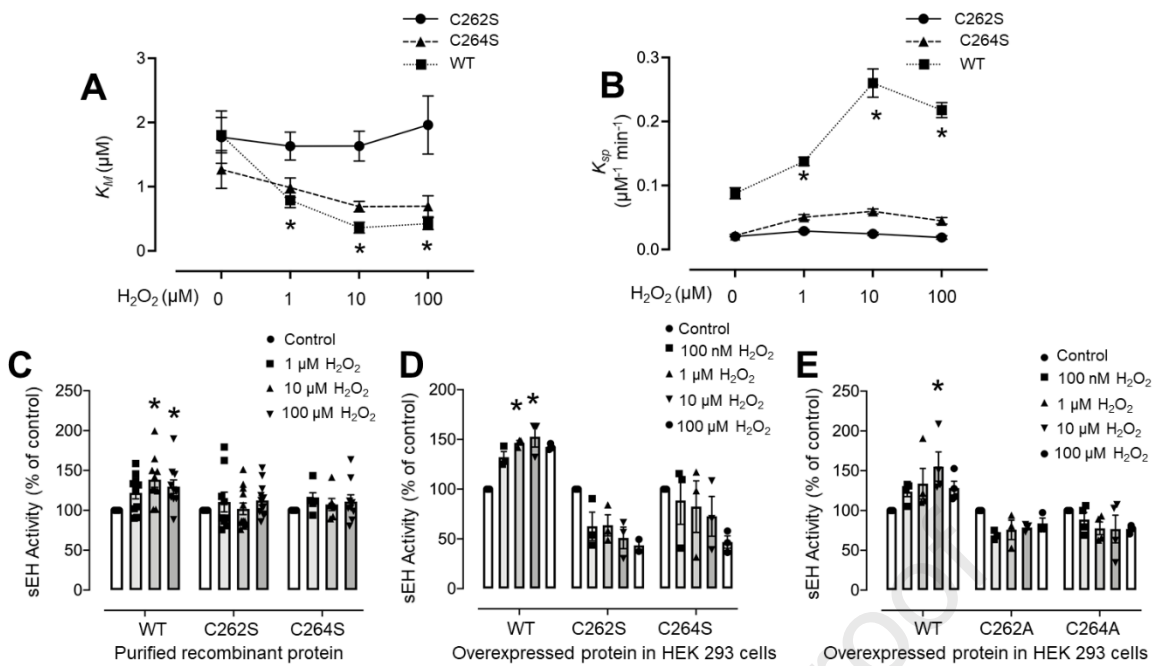 C262S
C264S
WT
A
3
2
1
0
K_M (μM)
H₂O₂ (μM)
0 1 10 100
C262S
C264S
WT
B
0.3
0.2
0.1
0.0
K_sp
(μM⁻¹ min⁻¹)
H₂O₂ (μM)
0 1 10 100
* * *
* * *
C
Control
1 μM H₂O₂
10 μM H₂O₂
100 μM H₂O₂
250
200
150
100
50
0
sEH Activity (% of control)
* *
WT C262S C264S
Purified recombinant protein
D
Control
100 nM H₂O₂
1 μM H₂O₂
10 μM H₂O₂
100 μM H₂O₂
200
150
100
50
0
sEH Activity (% of control)
* *
WT C262S C264S
Overexpressed protein in HEK 293 cells
E
Control
100 nM H₂O₂
1 μM H₂O₂
10 μM H₂O₂
100 μM H₂O₂
250
200
150
100
50
0
sEH Activity (% of control)
*
WT C262A C264A
Overexpressed protein in HEK 293 cells